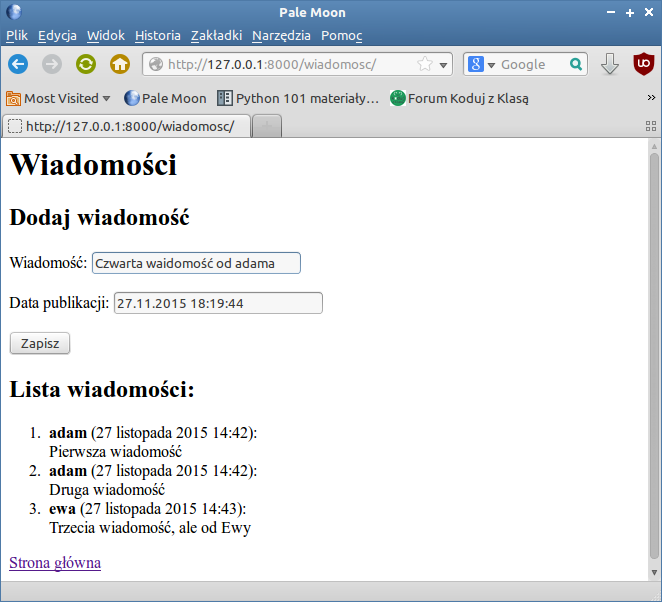 Pale Moon
Plik Edycja Widok Historia Zakładki Narzędzia Pomoc
http://127.0.0.1:8000/wiadomosc/ Google
Most Visited Pale Moon Python 101 materiały… Forum Koduj z Klasą »
http://127.0.0.1:8000/wiadomosc/
Wiadomości
Dodaj wiadomość
Wiadomość: Czwarta waidomość od adama
Data publikacji: 27.11.2015 18:19:44
Zapisz
Lista wiadomości:
1. adam (27 listopada 2015 14:42):
Pierwsza wiadomość
2. adam (27 listopada 2015 14:42):
Druga wiadomość
3. ewa (27 listopada 2015 14:43):
Trzecia wiadomość, ale od Ewy
Strona główna